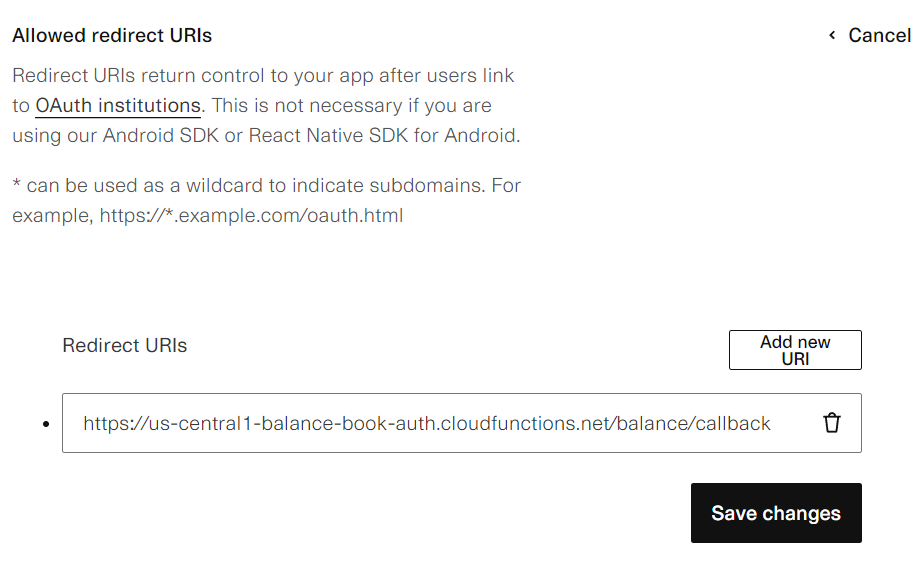 Allowed redirect URIs
Cancel
Redirect URIs return control to your app after users link
to OAuth institutions. This is not necessary if you are
using our Android SDK or React Native SDK for Android.
* can be used as a wildcard to indicate subdomains. For
example, https://*.example.com/oauth.html
Redirect URIs
Add new
URI
https://us-central1-balance-book-auth.cloudfunctions.net/balance/callback
Save changes